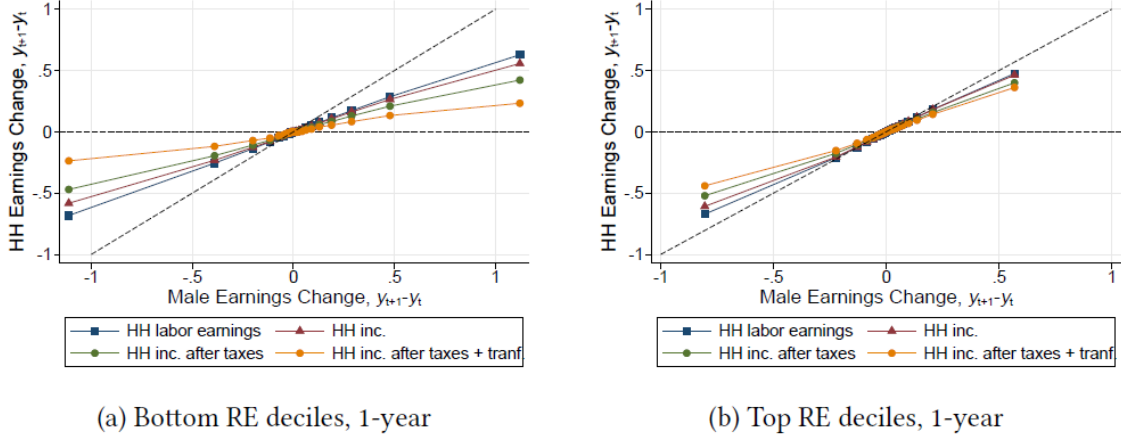 HH Earnings Change, yt+1-yt
1
.5
0
-.5
-1
-1
-.5
0
.5
1
Male Earnings Change, yt+1-yt
HH labor earnings
HH inc.
HH inc. after taxes
HH inc. after taxes + tranf.
(a) Bottom RE deciles, 1-year
HH Earnings Change, yt+1-yt
1
.5
0
-.5
-1
-1
-.5
0
.5
1
Male Earnings Change, yt+1-yt
HH labor earnings
HH inc.
HH inc. after taxes
HH inc. after taxes + tranf.
(b) Top RE deciles, 1-year